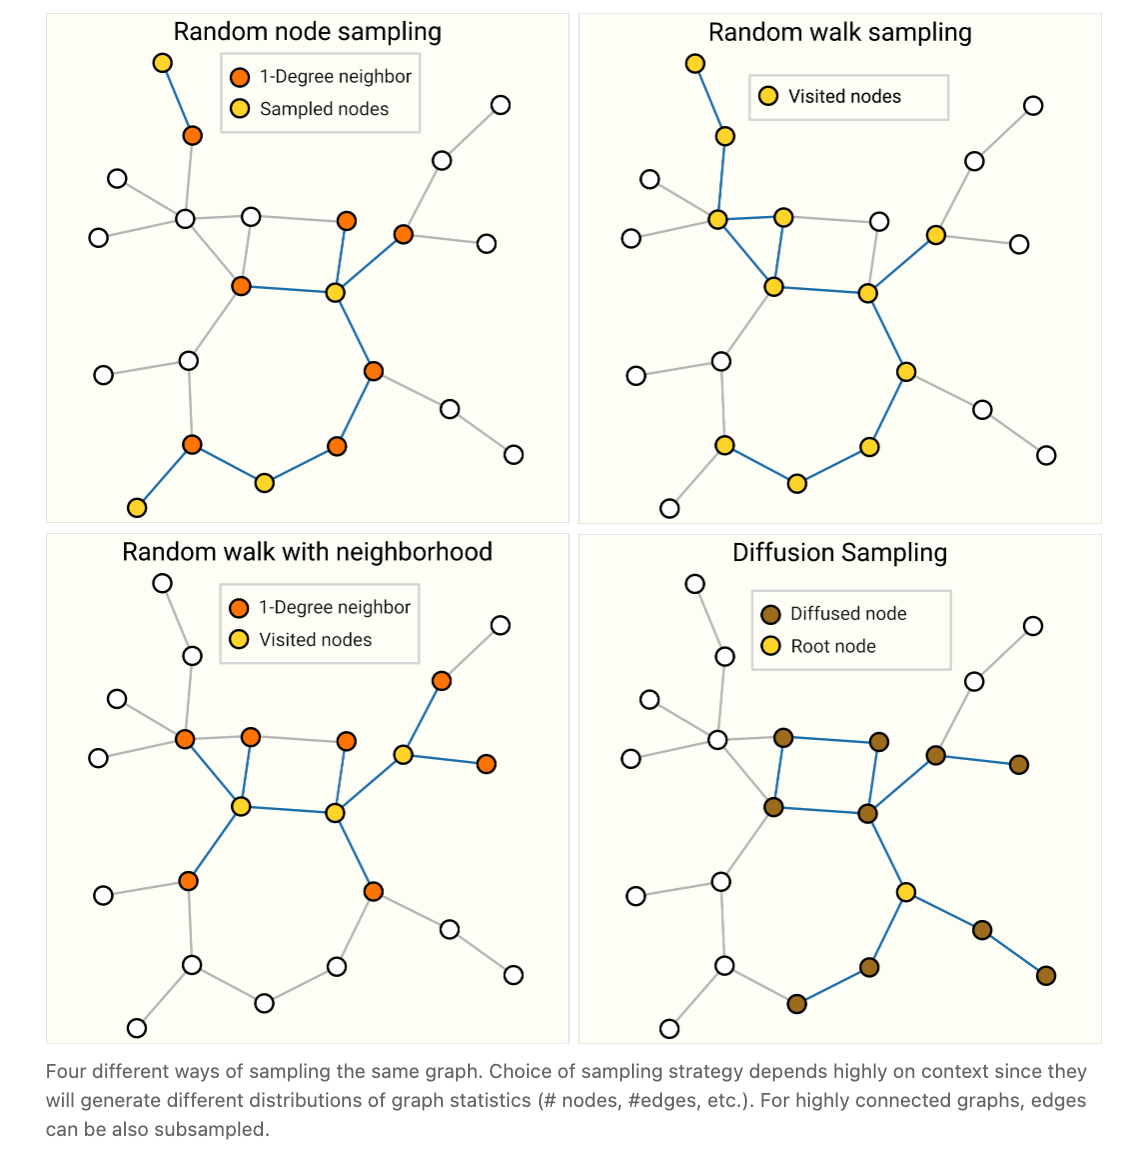 Random node sampling
1-Degree neighbor
Sampled nodes
Random walk sampling
Visited nodes
Random walk with neighborhood
1-Degree neighbor
Visited nodes
Diffusion Sampling
Diffused node
Root node
Four different ways of sampling the same graph. Choice of sampling strategy depends highly on context since they
will generate different distributions of graph statistics (# nodes, #edges, etc.). For highly connected graphs, edges
can be also subsampled.